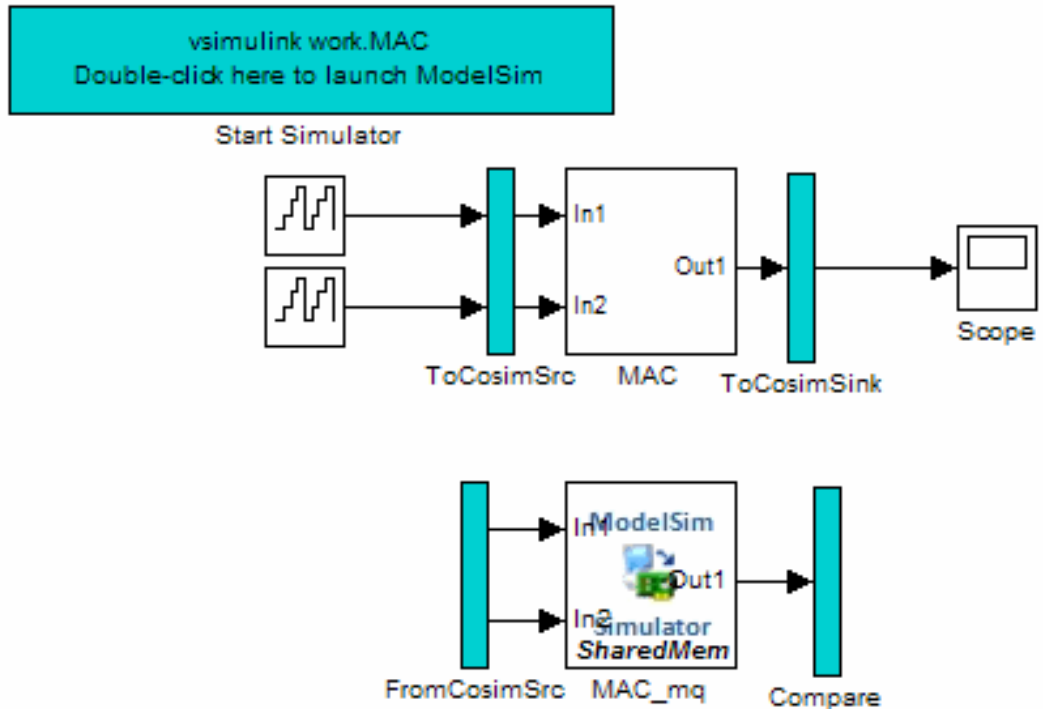 vsimulink work.MAC
Double-click here to launch ModelSim
Start Simulator
In1
In2
Out1
ToCosimSrc
MAC
ToCosimSink
Scope
ModelSim
In1
Out1
In2
Simulator
SharedMem
FromCosimSrc
MAC_mq
Compare